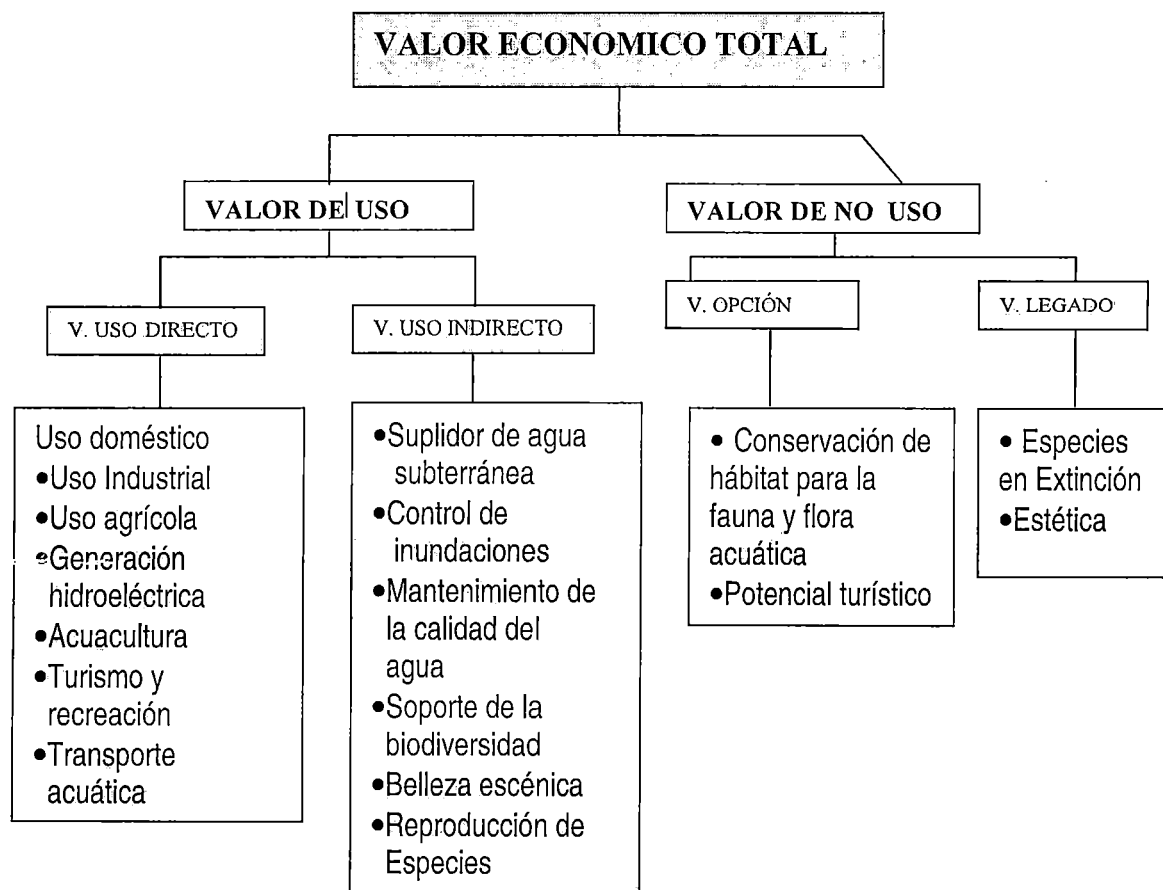 VALOR ECONOMICO TOTAL
VALOR DE USO
VALOR DE NO USO
V. USO DIRECTO
V. USO INDIRECTO
V. OPCIÓN
V. LEGADO
Uso doméstico
•Uso Industrial
•Uso agrícola
•Generación
hidroeléctrica
•Acuacultura
•Turismo y
recreación
•Transporte
acuática
•Suplidor de agua
subterránea
•Control de
inundaciones
•Mantenimiento de
la calidad del
agua
•Soporte de la
biodiversidad
•Belleza escénica
•Reproducción de
Especies
• Conservación de
hábitat para la
fauna y flora
acuática
•Potencial turístico
• Especies
en Extinción
•Estética